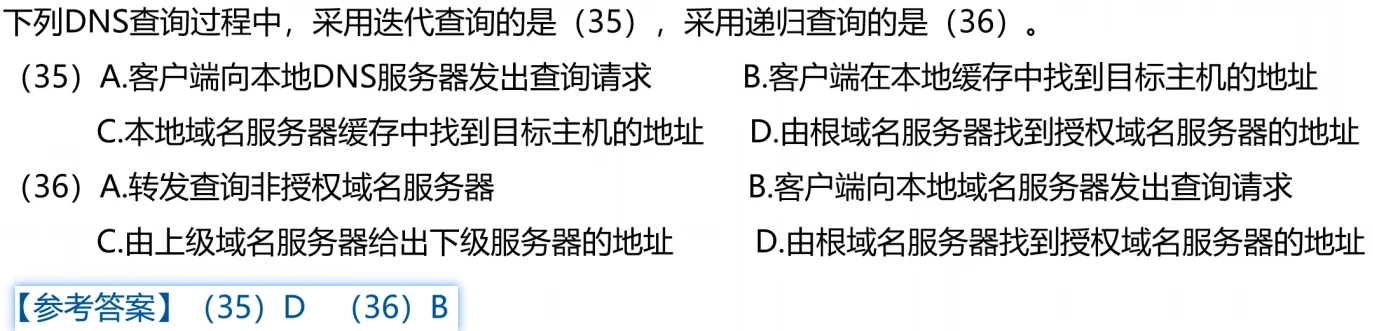 下列DNS查询过程中，采用迭代查询的是（35），采用递归查询的是（36）。
（35）A.客户端向本地DNS服务器发出查询请求 B.客户端在本地缓存中找到目标主机的地址
C.本地域名服务器缓存中找到目标主机的地址 D.由根域名服务器找到授权域名服务器的地址
（36）A.转发查询非授权域名服务器 B.客户端向本地域名服务器发出查询请求
C.由上级域名服务器给出下级服务器的地址 D.由根域名服务器找到授权域名服务器的地址
【参考答案】（35）D （36）B